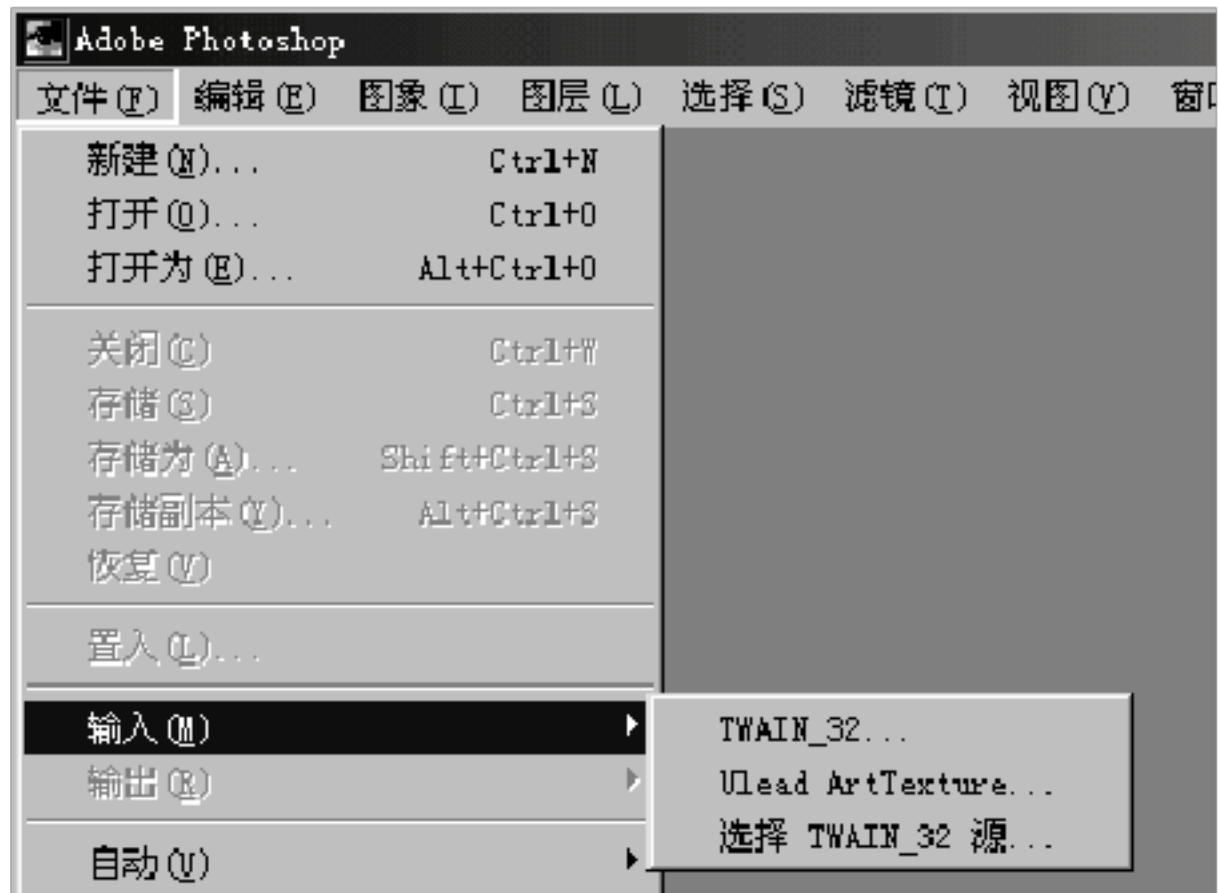 Adobe Photoshop
文件(F) 编辑(E) 图象(I) 图层(L) 选择(S) 滤镜(T) 视图(V) 窗
新建(N)... Ctrl+N
打开(O)... Ctrl+O
打开为(E)... Alt+Ctrl+O
关闭(C) Ctrl+W
存储(S) Ctrl+S
存储为(A)... Shift+Ctrl+S
存储副本(Y)... Alt+Ctrl+S
恢复(V)
置入(L)...
输入(M)
TWAIN_32...
输出(R)
Ulead ArtTexture...
选择 TWAIN_32 源...
自动(U)